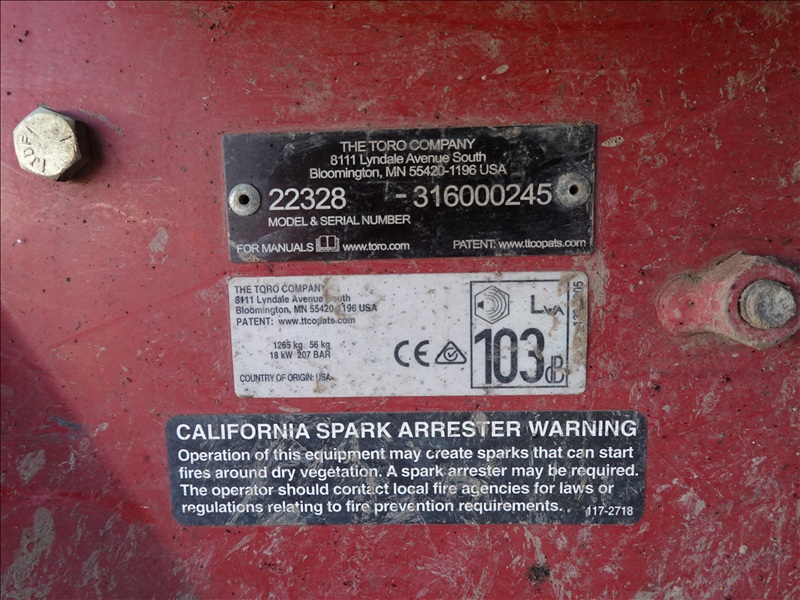 JDF
THE TORO COMPANY
8111 Lyndale Avenue South
Bloomington, MN 55420-1196 USA
22328 - 316000245
MODEL & SERIAL NUMBER
FOR MANUALS www.toro.com PATENT: www.ttcopats.com
THE TORO COMPANY
8111 Lyndale Avenue South
Bloomington, MN 55420-1196 USA
PATENT: www.ttcopats.com
1265 kg 56 kg
18 kW 207 BAR
COUNTRY OF ORIGIN: USA
CE
LWA
103 dB
CALIFORNIA SPARK ARRESTER WARNING
Operation of this equipment may create sparks that can start
fires around dry vegetation. A spark arrester may be required.
The operator should contact local fire agencies for laws or
regulations relating to fire prevention requirements.
117-2718